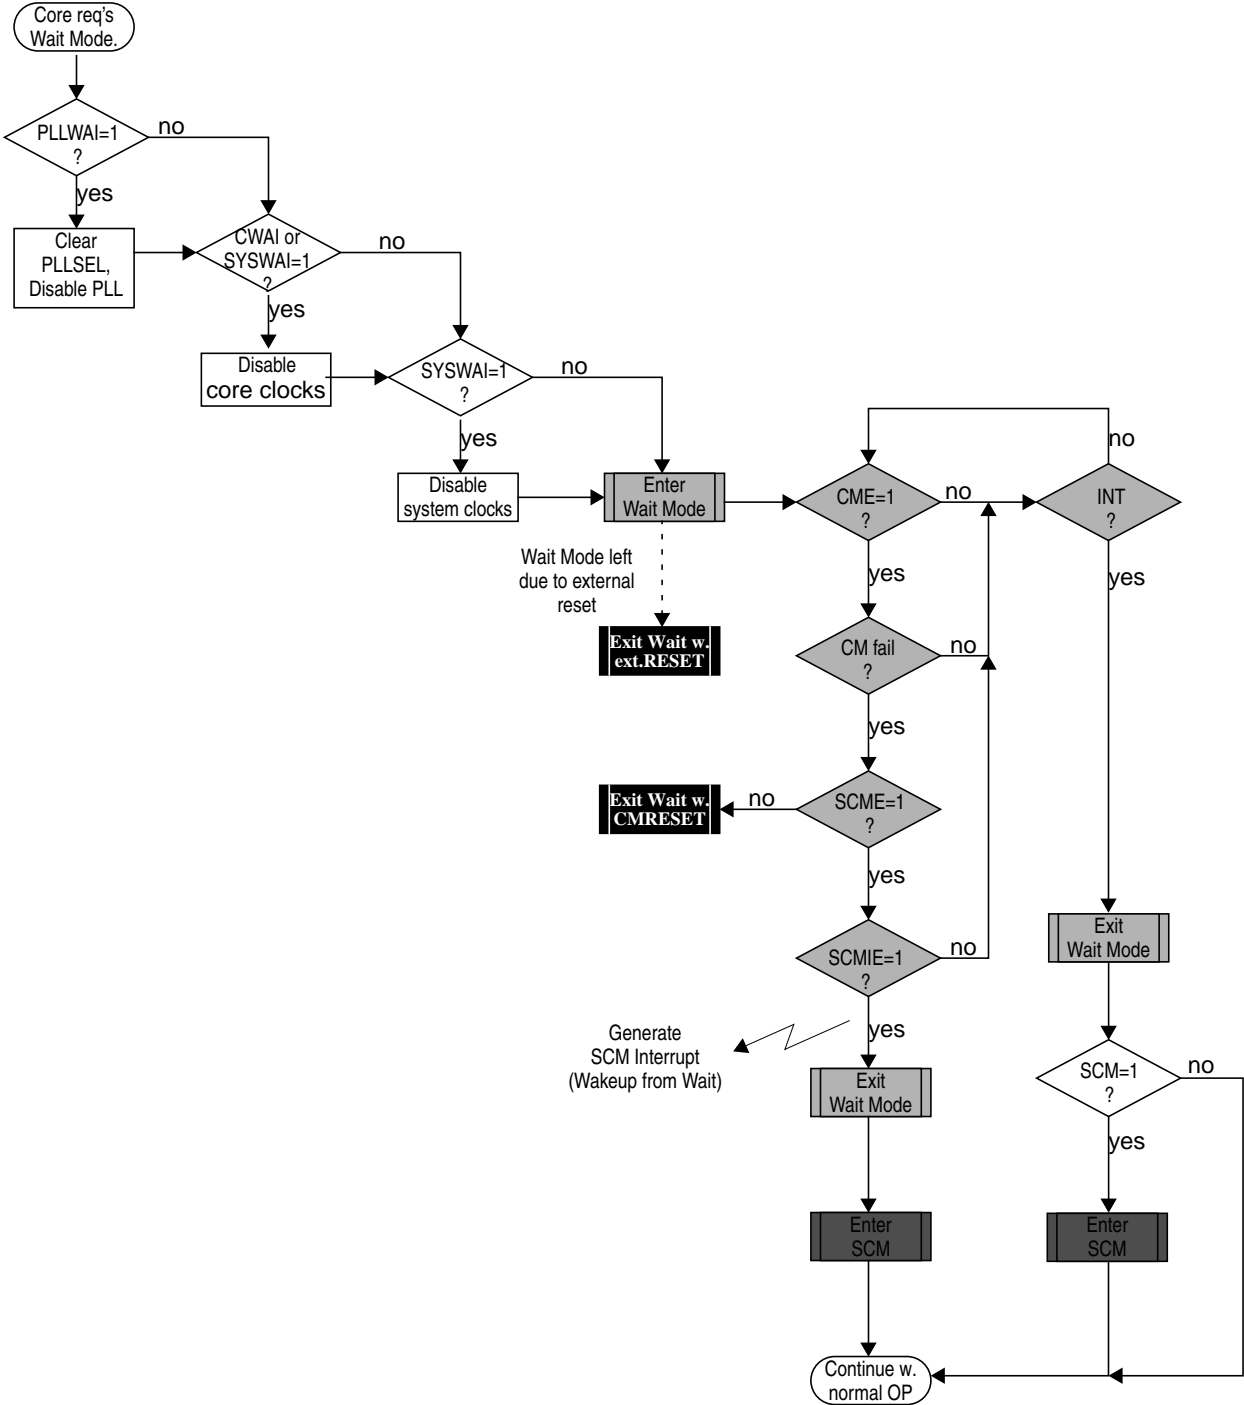 Core req's
Wait Mode.
PLLWAI=1
?
no
yes
Clear
PLLSEL,
Disable PLL
CWAI or
SYSWAI=1
?
no
yes
Disable
core clocks
SYSWAI=1
?
no
yes
Disable
system clocks
Enter
Wait Mode
Wait Mode left
due to external
reset
Exit Wait w.
ext.RESET
CME=1
?
no
yes
INT
?
no
yes
CM fail
?
no
yes
SCME=1
?
no
yes
Exit Wait w.
CMRESET
SCMIE=1
?
no
yes
Generate
SCM Interrupt
(Wakeup from Wait)
Exit
Wait Mode
Enter
SCM
Exit
Wait Mode
SCM=1
?
no
yes
Enter
SCM
Continue w.
normal OP